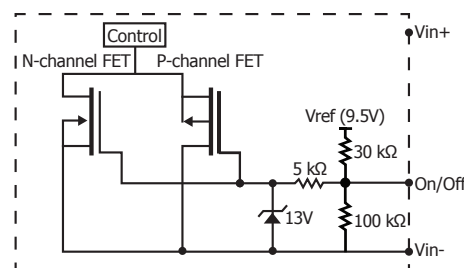 Control
Vin+
N-channel FET
P-channel FET
Vref (9.5V)
30 kΩ
5 kΩ
On/Off
13V
100 kΩ
Vin-